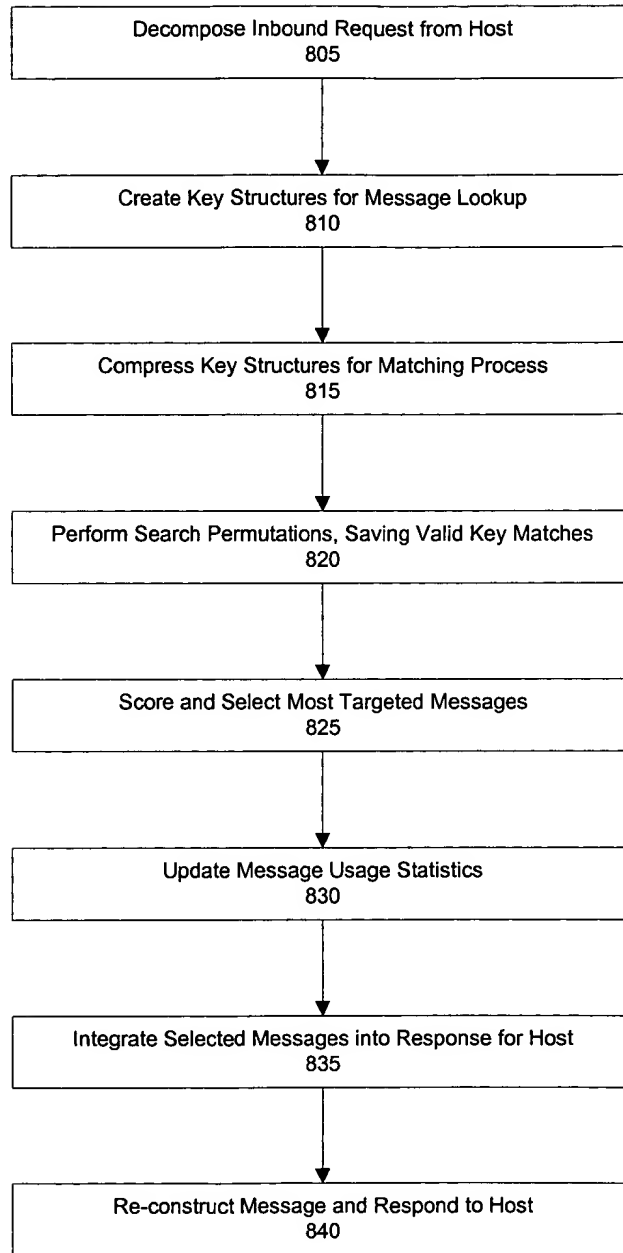 Decompose Inbound Request from Host
805
Create Key Structures for Message Lookup
810
Compress Key Structures for Matching Process
815
Perform Search Permutations, Saving Valid Key Matches
820
Score and Select Most Targeted Messages
825
Update Message Usage Statistics
830
Integrate Selected Messages into Response for Host
835
Re-construct Message and Respond to Host
840